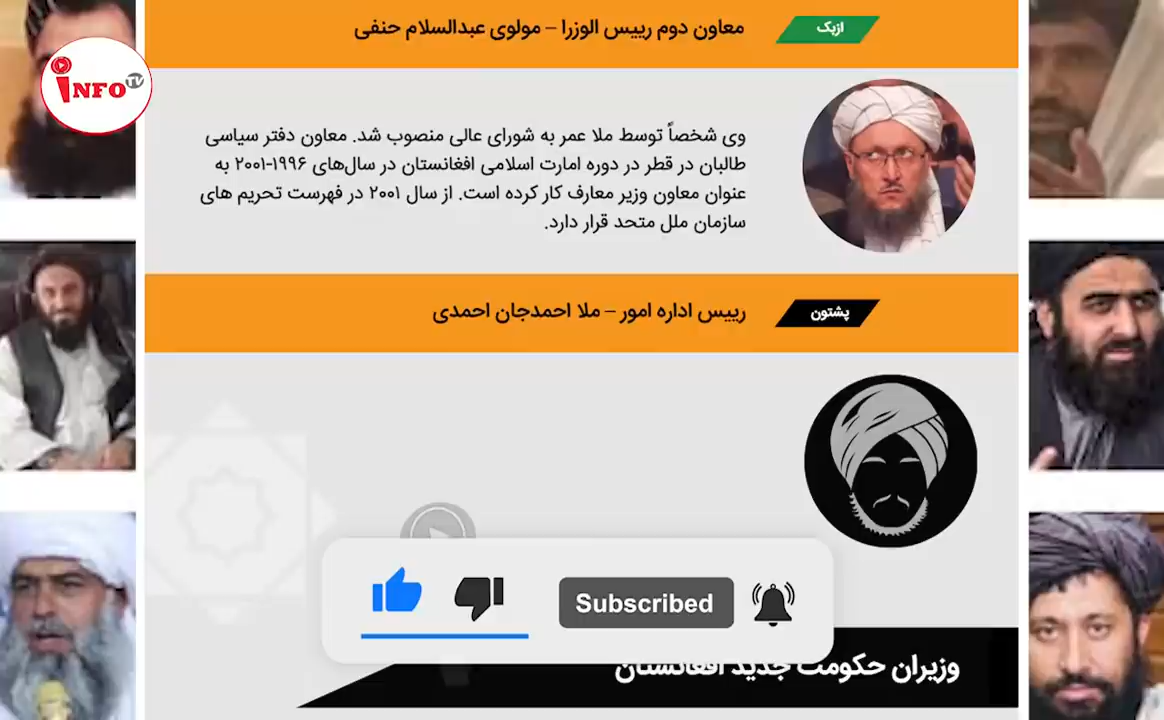 iNFO TV
ازبک
معاون دوم رییس الوزرا – مولوی عبدالسلام حنفی
وی شخصاً توسط ملا عمر به شورای عالی منصوب شد. معاون دفتر سیاسی
طالبان در قطر در دوره امارت اسلامی افغانستان در سال‌های ۱۹۹۶-۲۰۰۱ به
عنوان معاون وزیر معارف کار کرده است. از سال ۲۰۰۱ در فهرست تحریم های
سازمان ملل متحد قرار دارد.
پشتون
رییس اداره امور – ملا احمدجان احمدی
Subscribed
وزیران حکومت جدید افغانستان